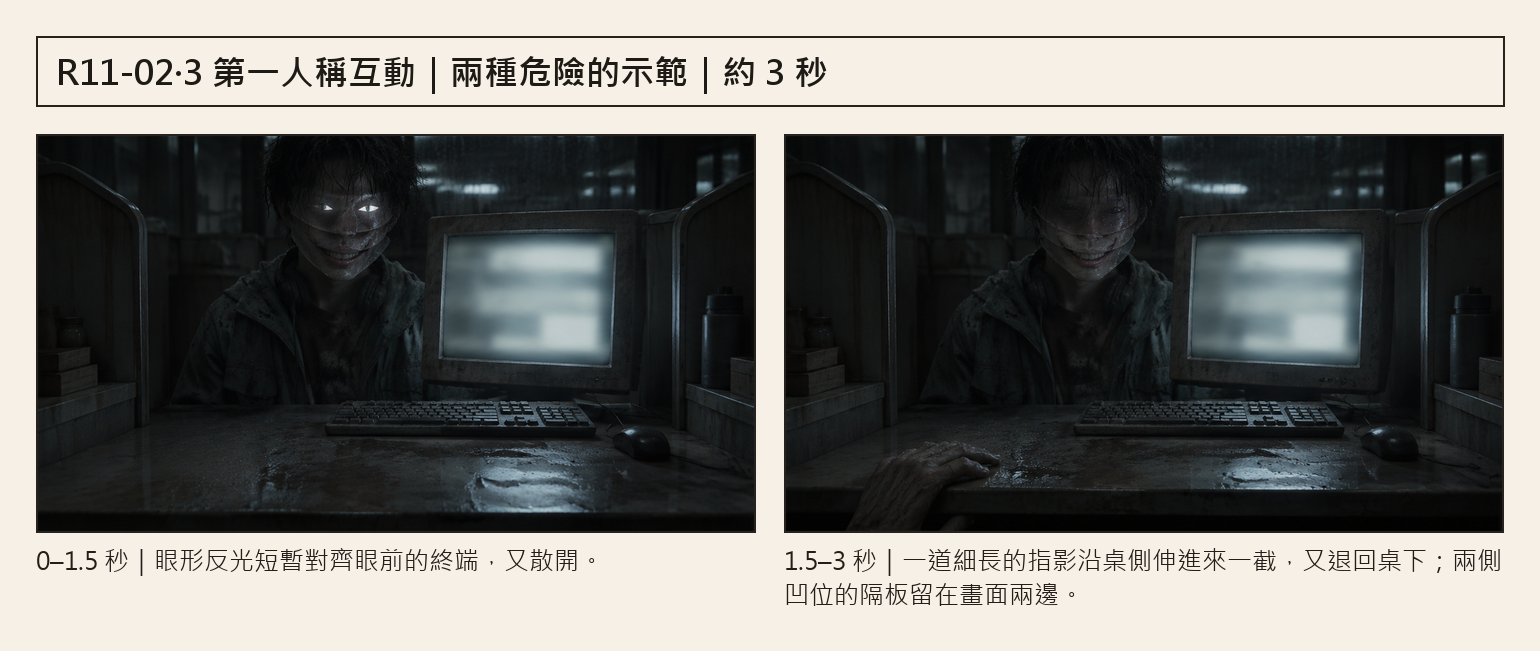 R11-02·3 第一人稱互動｜兩種危險的示範｜約 3 秒
0–1.5 秒｜眼形反光短暫對齊眼前的終端，又散開。
1.5–3 秒｜一道細長的指影沿桌側伸進來一截，又退回桌下；兩側
凹位的隔板留在畫面兩邊。